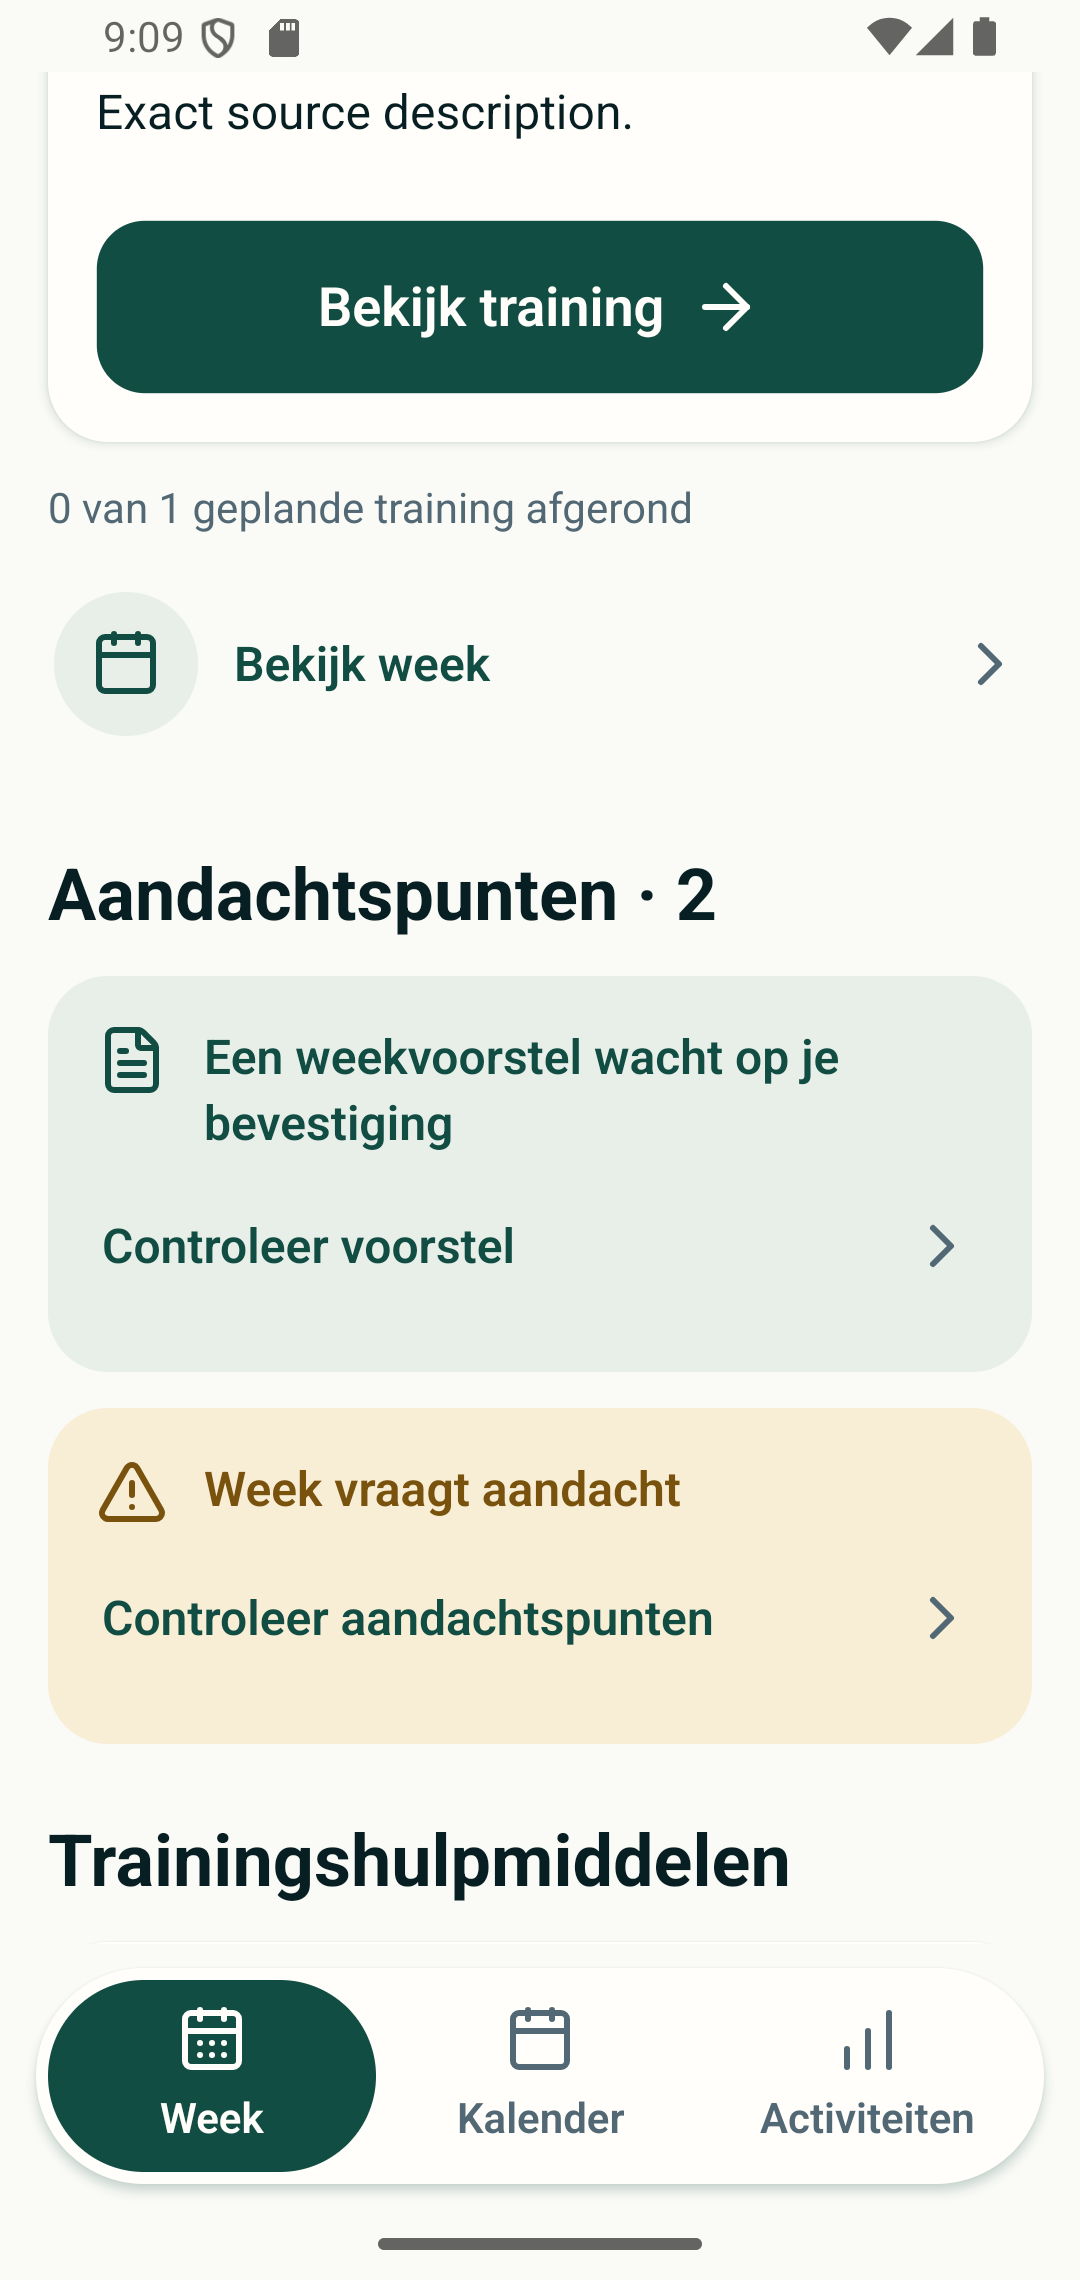 9:09
Exact source description.
Bekijk training
0 van 1 geplande training afgerond
Bekijk week
Aandachtspunten · 2
Een weekvoorstel wacht op je
bevestiging
Controleer voorstel
Week vraagt aandacht
Controleer aandachtspunten
Trainingshulpmiddelen
Week
Kalender
Activiteiten